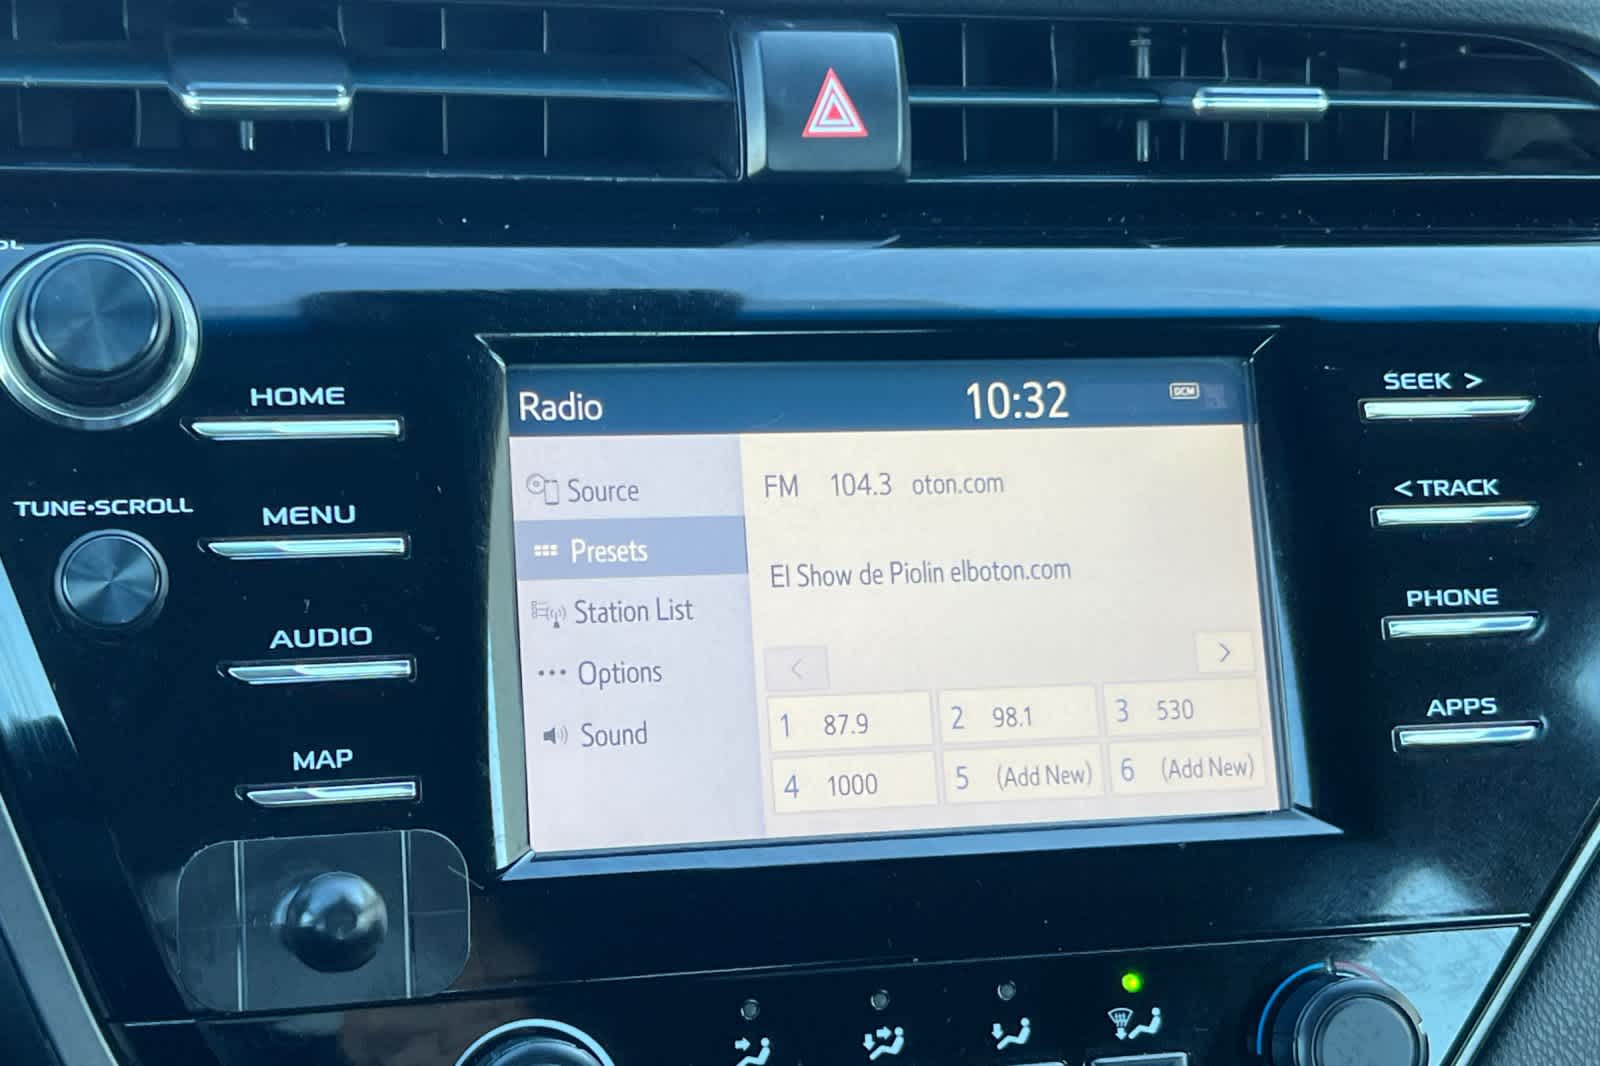 OL
HOME
TUNE•SCROLL
MENU
AUDIO
MAP
Radio
10:32
DCM
Source
Presets
Station List
Options
Sound
FM 104.3 oton.com
El Show de Piolin elboton.com
<
>
1 87.9
2 98.1
3 530
4 1000
5 (Add New)
6 (Add New)
SEEK >
< TRACK
PHONE
APPS